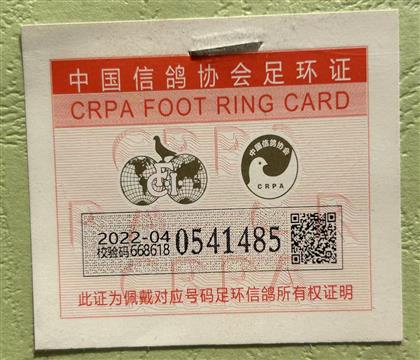 中国信鸽协会足环证
CRPA FOOT RING CARD
FCI
中国信鸽协会
CRPA
2022-04 0541485
校验码668618
此证为佩戴对应号码足环信鸽所有权证明